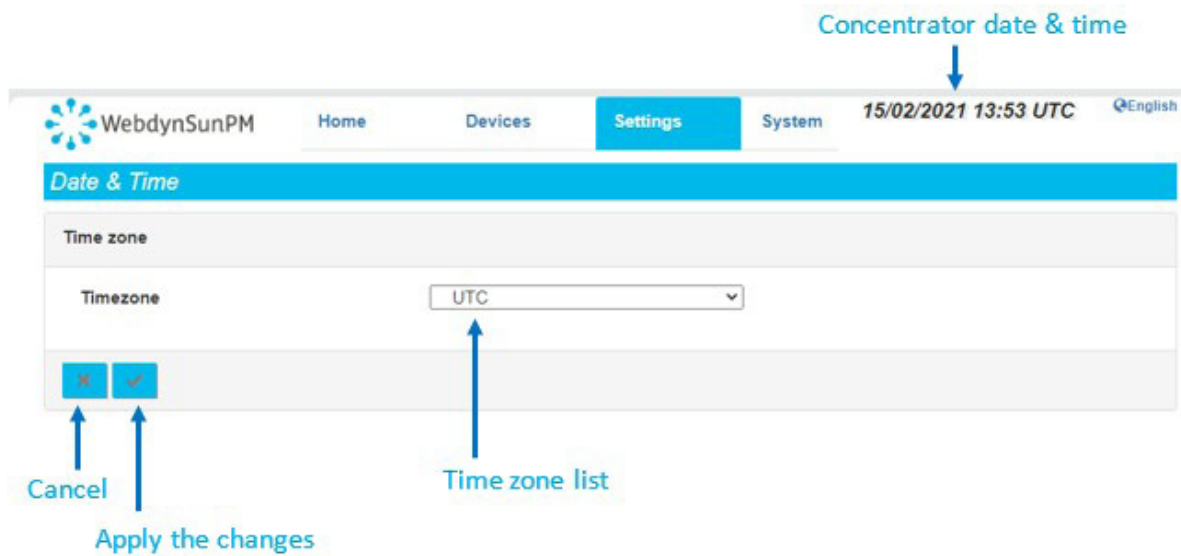 Concentrator date & time
WebdynSunPM Home Devices Settings System 15/02/2021 13:53 UTC English
Date & Time
Time zone
Timezone UTC
Cancel
Time zone list
Apply the changes